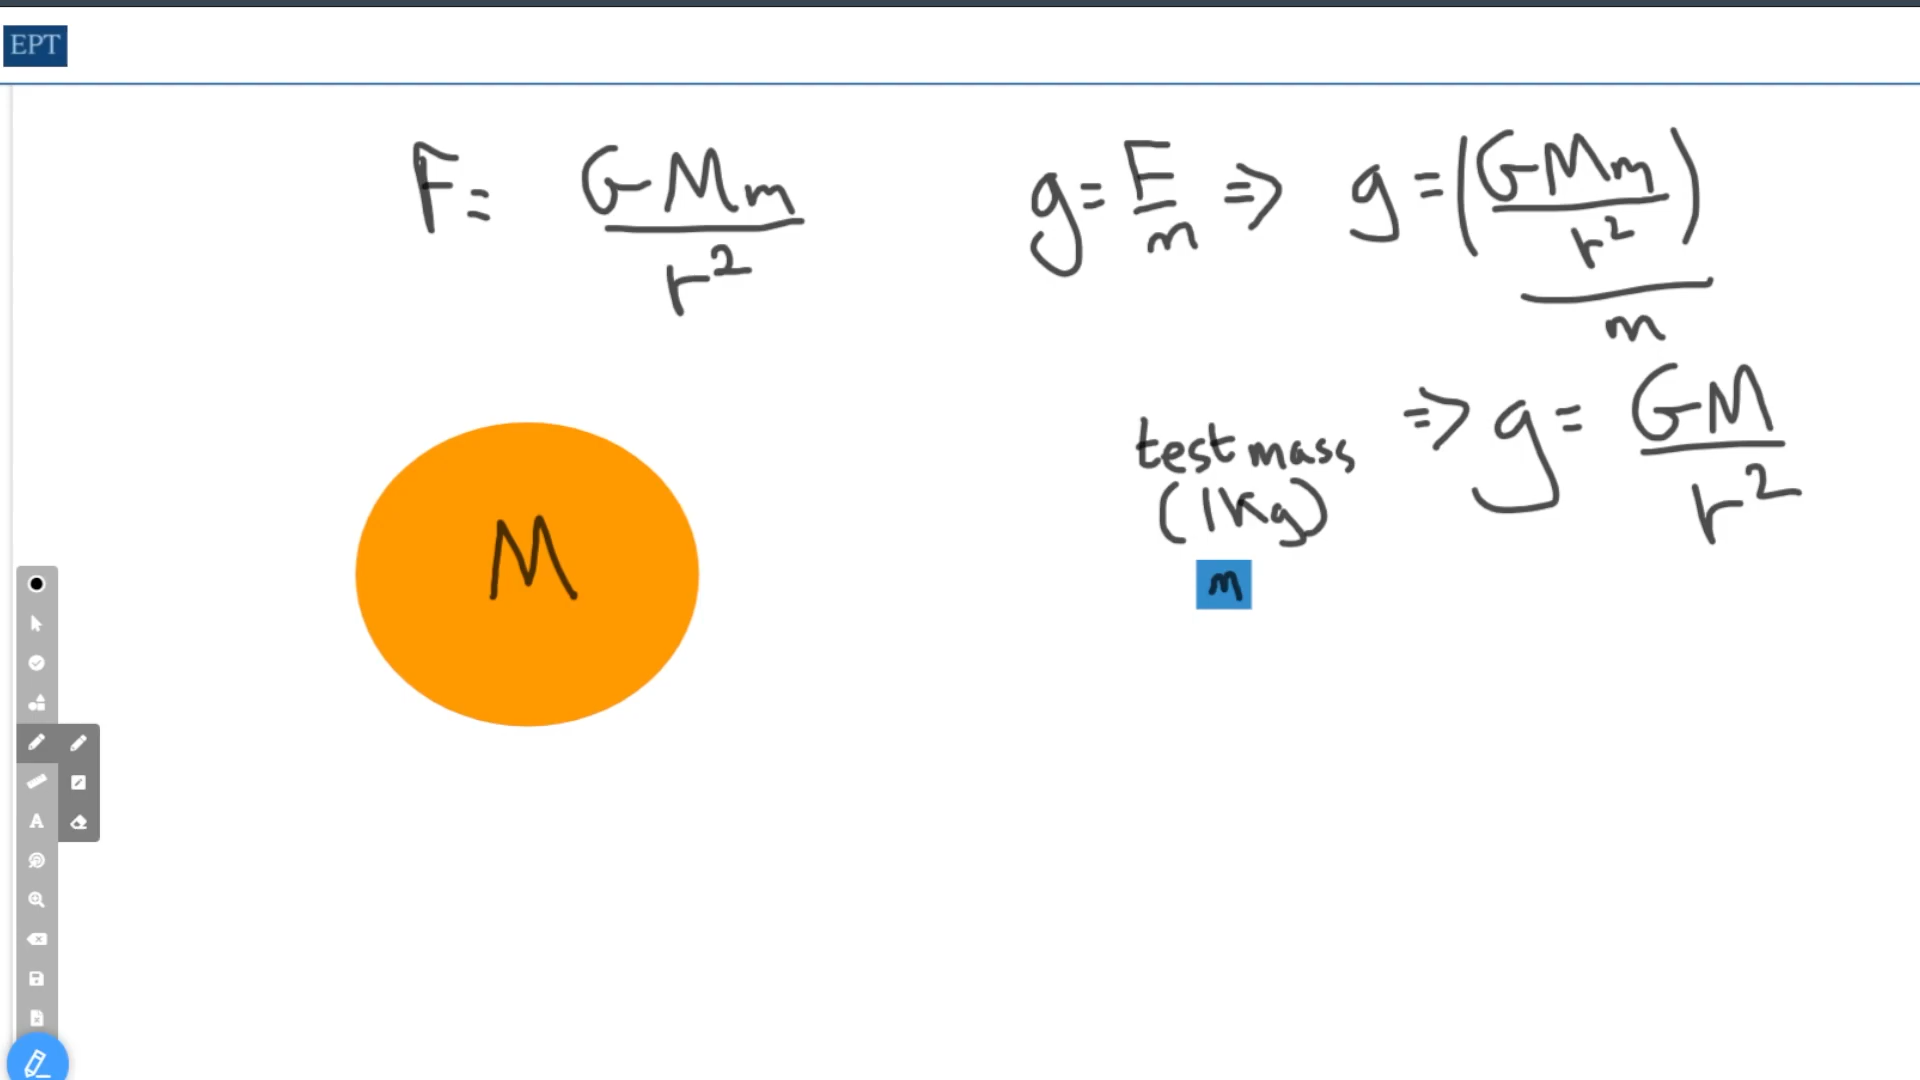 EPT
F = GMm / r²
g = F / m ⇒ g = (GMm / r²) / m
⇒ g = GM / r²
test mass
(1Kg)
m
M
A